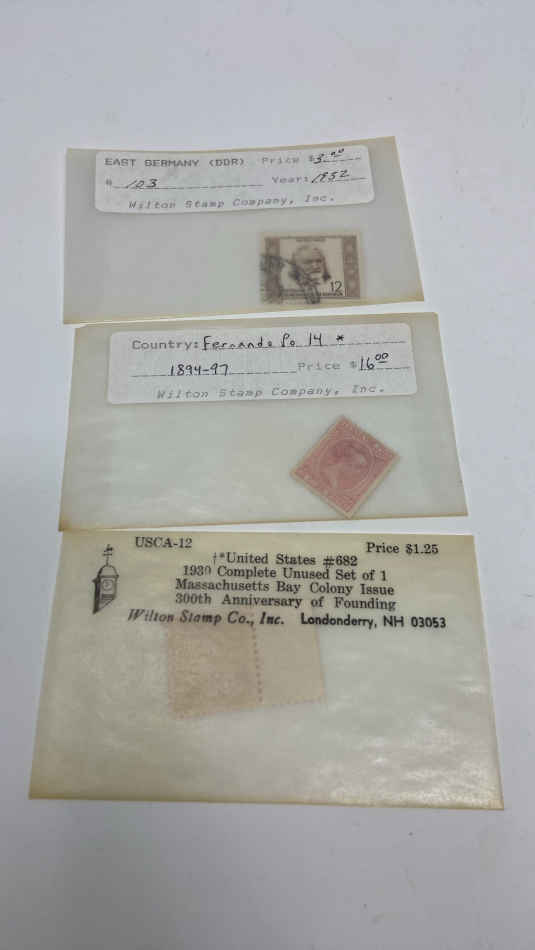 EAST GERMANY (DDR) Price $3.00
# 103 Year: 1952
Wilton Stamp Company, Inc.
12
Country: Fernando Po 14 *
1894-97 Price $16.00
Wilton Stamp Company, Inc.
USCA-12 Price $1.25
†*United States #682
1930 Complete Unused Set of 1
Massachusetts Bay Colony Issue
300th Anniversary of Founding
Wilton Stamp Co., Inc. Londonderry, NH 03053